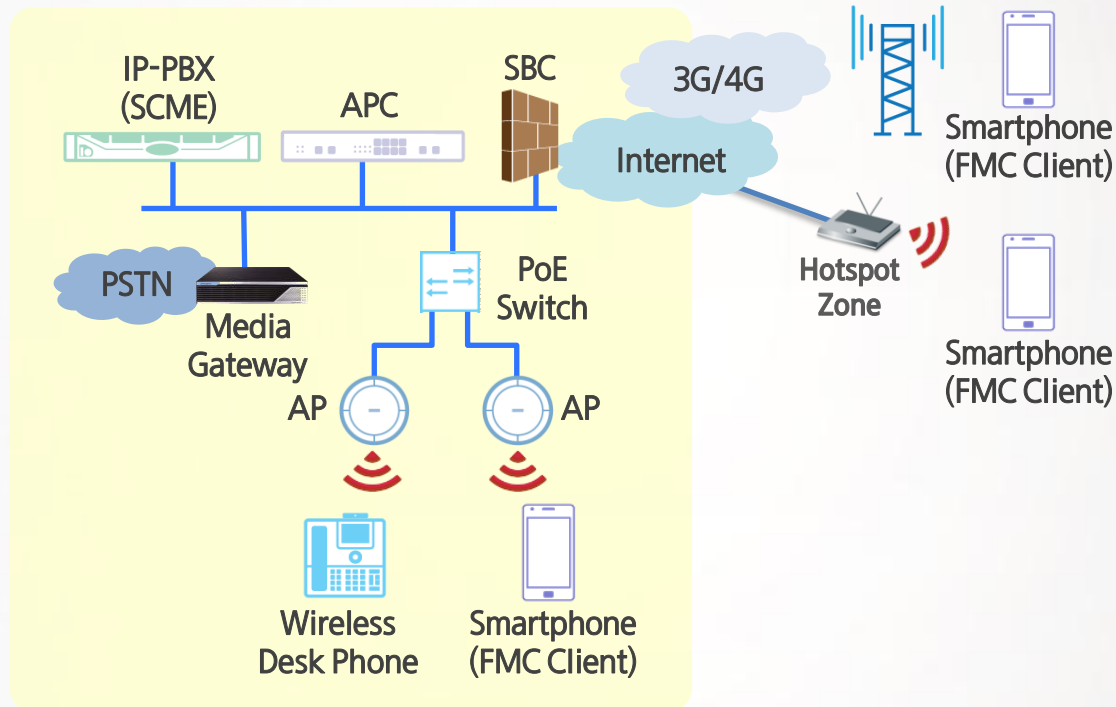 IP-PBX
(SCME)
APC
SBC
3G/4G
Internet
Smartphone
(FMC Client)
PSTN
Media
Gateway
PoE
Switch
Hotspot
Zone
Smartphone
(FMC Client)
AP
AP
Wireless
Desk Phone
Smartphone
(FMC Client)